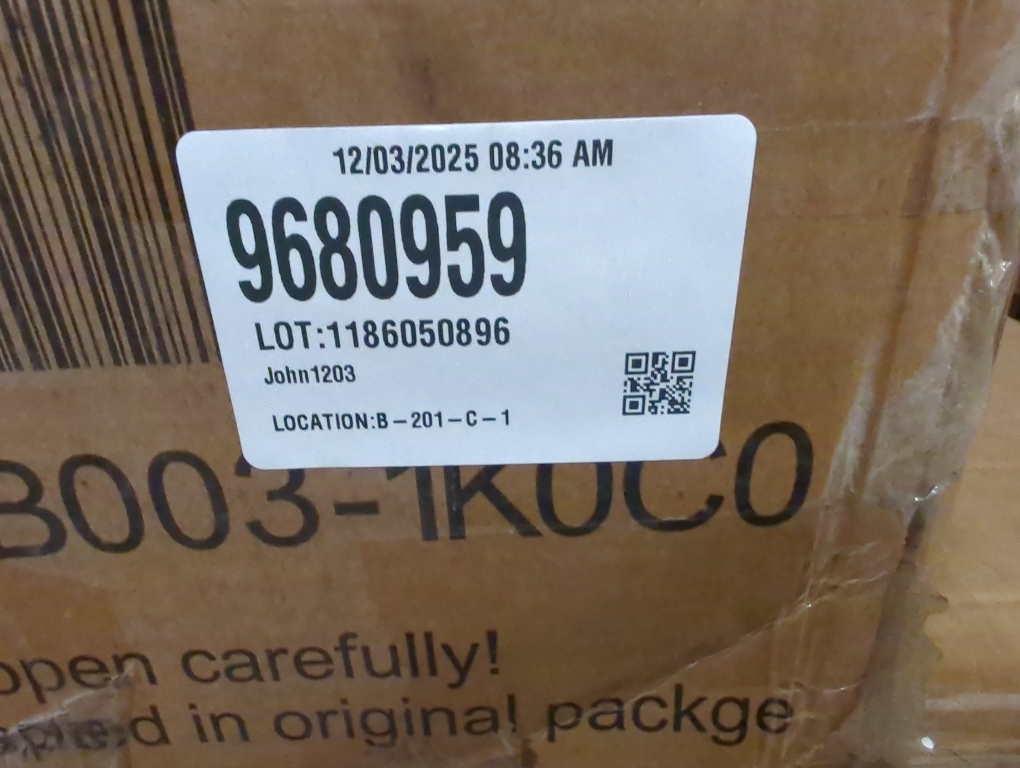 12/03/2025 08:36 AM
9680959
LOT:1186050896
John1203
LOCATION:B-201-C-1
B003-1K0C0
open carefully!
in original packge